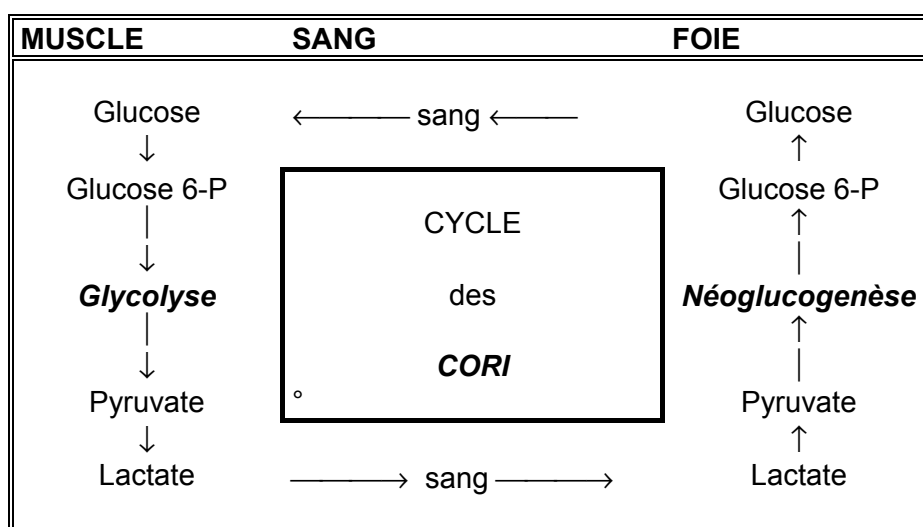 MUSCLE SANG FOIE
Glucose ←——— sang ←—— Glucose
↓ ↑
Glucose 6-P Glucose 6-P
CYCLE
↓ ↑
Glycolyse des Néoglucogenèse
↓ ↑
CORI
Pyruvate ° Pyruvate
↓ ↑
Lactate ———→ sang ———→ Lactate